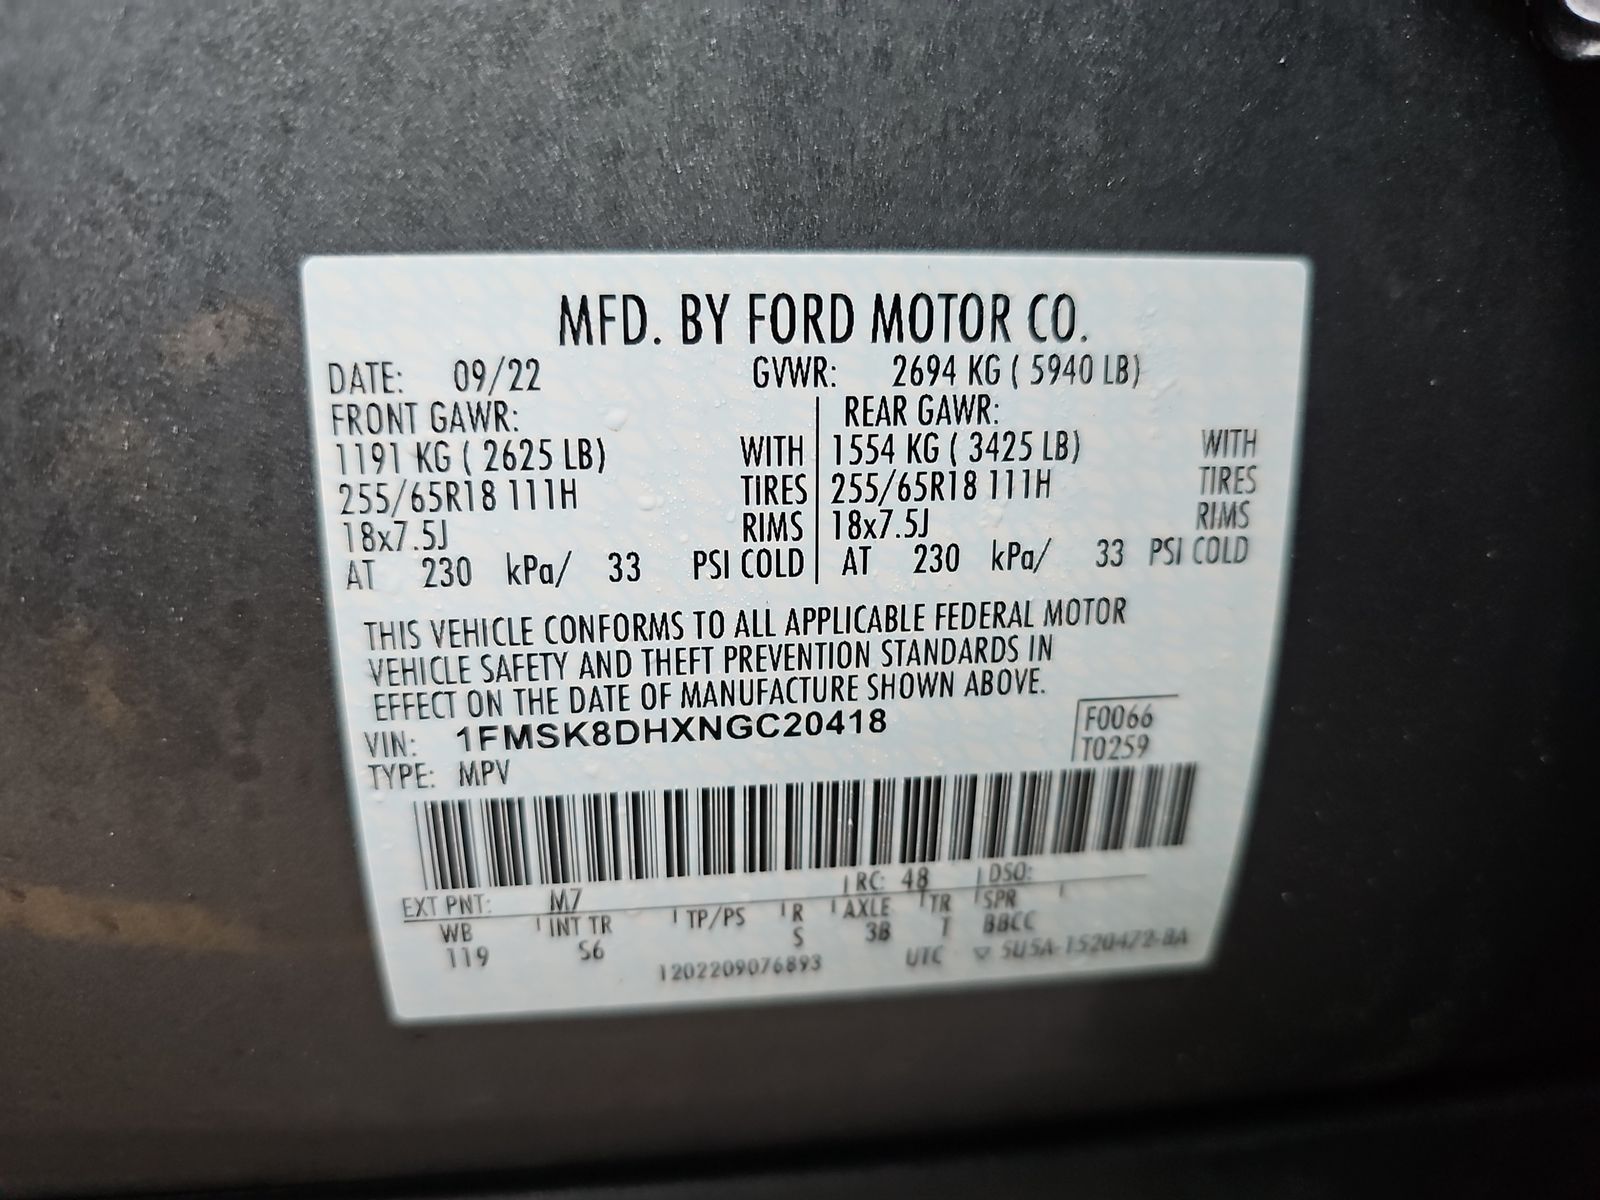 MFD. BY FORD MOTOR CO.
DATE: 09/22 GVWR: 2694 KG ( 5940 LB)
FRONT GAWR: REAR GAWR:
1191 KG ( 2625 LB) WITH 1554 KG ( 3425 LB) WITH
255/65R18 111H TIRES 255/65R18 111H TIRES
18x7.5J RIMS 18x7.5J RIMS
AT 230 kPa/ 33 PSI COLD AT 230 kPa/ 33 PSI COLD
THIS VEHICLE CONFORMS TO ALL APPLICABLE FEDERAL MOTOR
VEHICLE SAFETY AND THEFT PREVENTION STANDARDS IN
EFFECT ON THE DATE OF MANUFACTURE SHOWN ABOVE.
VIN: 1FMSK8DHXNGC20418 F0066
TYPE: MPV T0259
EXT PNT: M7 RC: 48 DSO:
WB INT TR TP/PS R AXLE TR SPR
119 S6 S 3B T BBCC
1202209076893 UTC ▽ 5U5A-1520472-BA